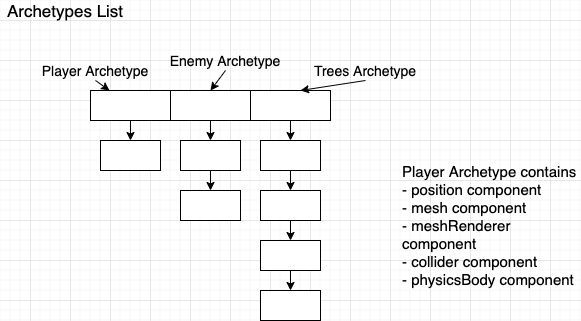 Archetypes List
Player Archetype
Enemy Archetype
Trees Archetype
Player Archetype contains
- position component
- mesh component
- meshRenderer
component
- collider component
- physicsBody component